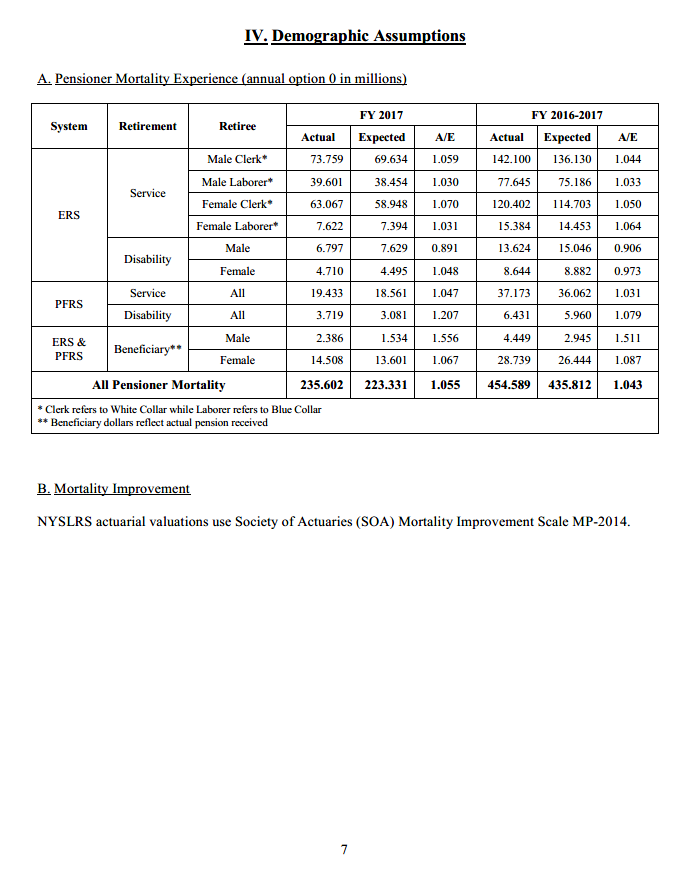 IV. Demographic Assumptions
A. Pensioner Mortality Experience (annual option 0 in millions)
System Retirement Retiree FY 2017 FY 2016-2017
Actual Expected A/E Actual Expected A/E
ERS Service Male Clerk* 73.759 69.634 1.059 142.100 136.130 1.044
Male Laborer* 39.601 38.454 1.030 77.645 75.186 1.033
Female Clerk* 63.067 58.948 1.070 120.402 114.703 1.050
Female Laborer* 7.622 7.394 1.031 15.384 14.453 1.064
Disability Male 6.797 7.629 0.891 13.624 15.046 0.906
Female 4.710 4.495 1.048 8.644 8.882 0.973
PFRS Service All 19.433 18.561 1.047 37.173 36.062 1.031
Disability All 3.719 3.081 1.207 6.431 5.960 1.079
ERS & PFRS Beneficiary** Male 2.386 1.534 1.556 4.449 2.945 1.511
Female 14.508 13.601 1.067 28.739 26.444 1.087
All Pensioner Mortality 235.602 223.331 1.055 454.589 435.812 1.043
* Clerk refers to White Collar while Laborer refers to Blue Collar
** Beneficiary dollars reflect actual pension received
B. Mortality Improvement
NYSLRS actuarial valuations use Society of Actuaries (SOA) Mortality Improvement Scale MP-2014.
7